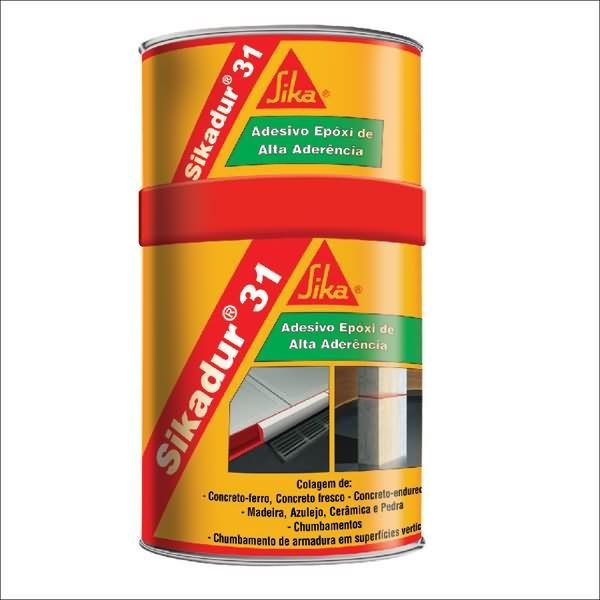 Sikadur® 31
Sika®
Adesivo Epóxi de
Alta Aderência
Sikadur® 31
Sika®
Adesivo Epóxi de
Alta Aderência
Colagem de:
- Concreto-ferro, Concreto fresco - Concreto-endurec
- Madeira, Azulejo, Cerâmica e Pedra
- Chumbamentos
- Chumbamento de armadura em superfícies vertic